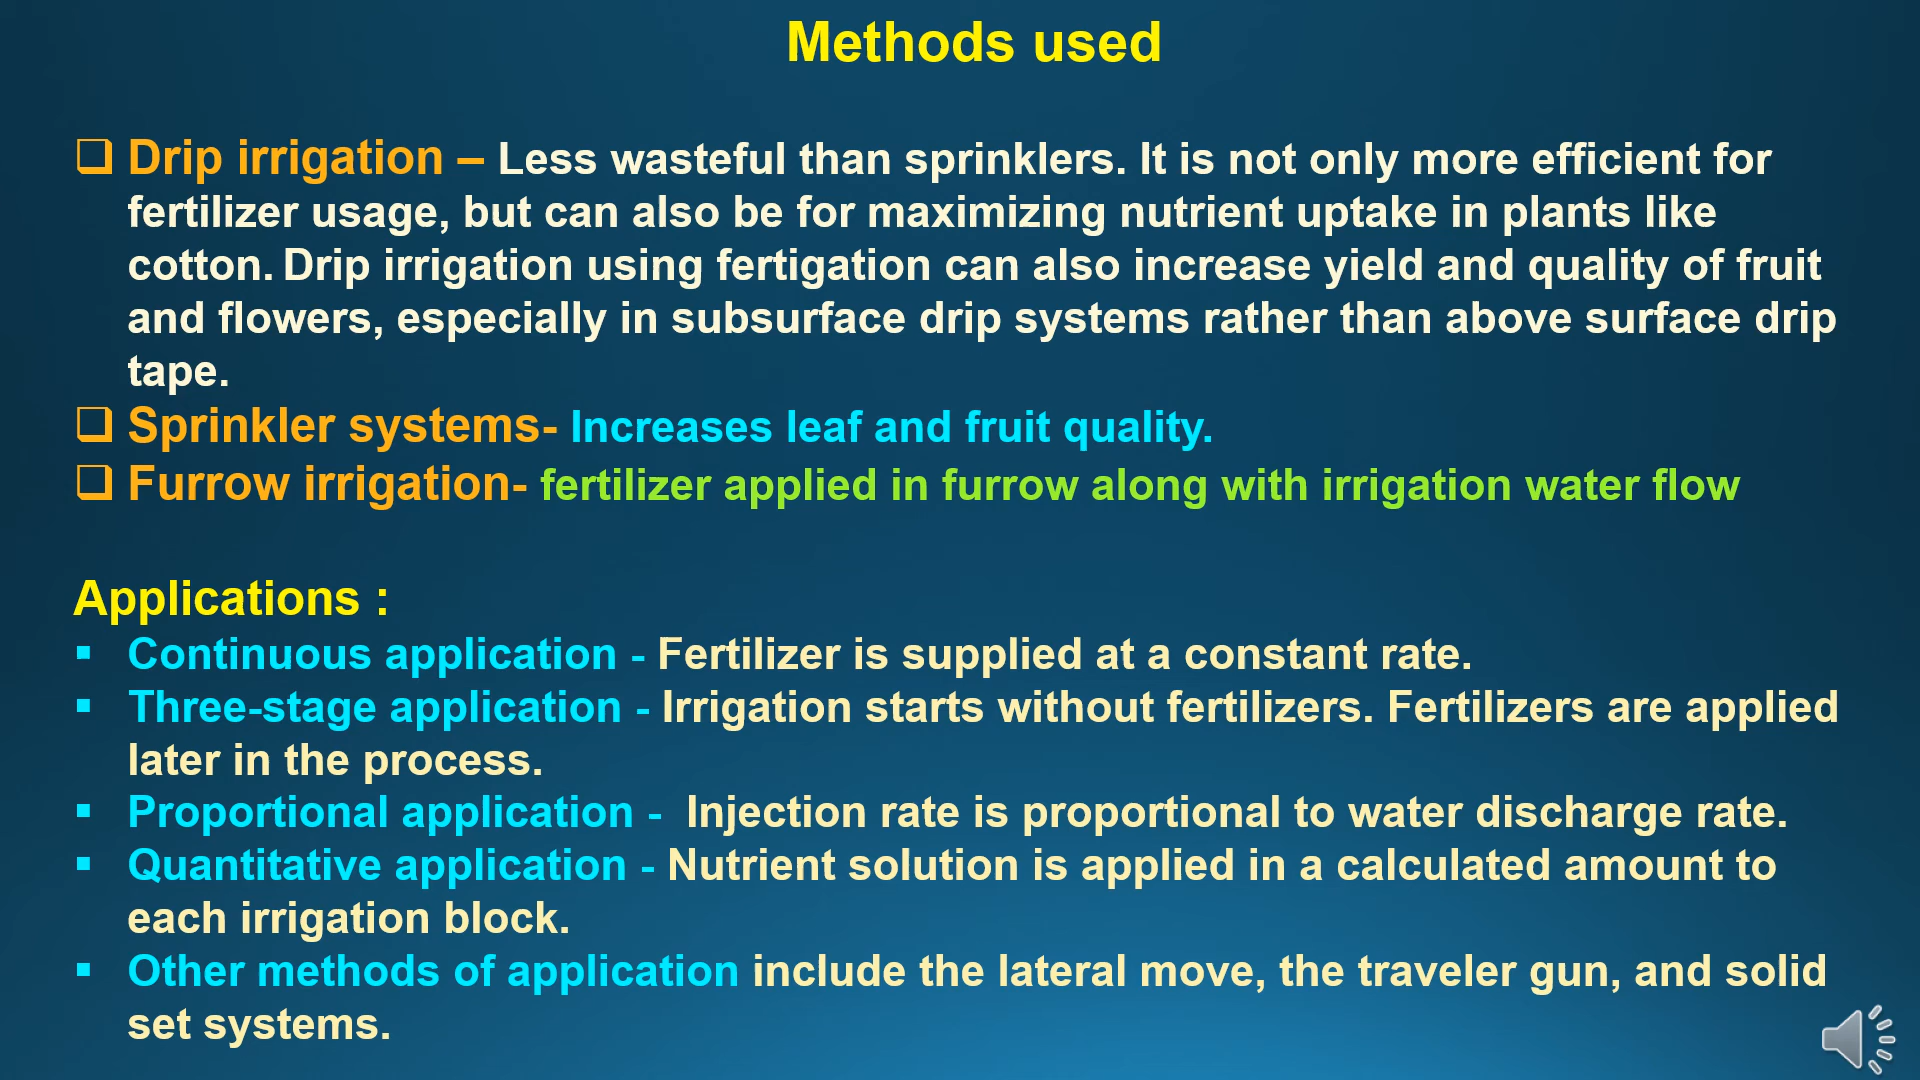 Methods used
Drip irrigation – Less wasteful than sprinklers. It is not only more efficient for
fertilizer usage, but can also be for maximizing nutrient uptake in plants like
cotton. Drip irrigation using fertigation can also increase yield and quality of fruit
and flowers, especially in subsurface drip systems rather than above surface drip
tape.
Sprinkler systems- Increases leaf and fruit quality.
Furrow irrigation- fertilizer applied in furrow along with irrigation water flow
Applications :
Continuous application - Fertilizer is supplied at a constant rate.
Three-stage application - Irrigation starts without fertilizers. Fertilizers are applied
later in the process.
Proportional application - Injection rate is proportional to water discharge rate.
Quantitative application - Nutrient solution is applied in a calculated amount to
each irrigation block.
Other methods of application include the lateral move, the traveler gun, and solid
set systems.